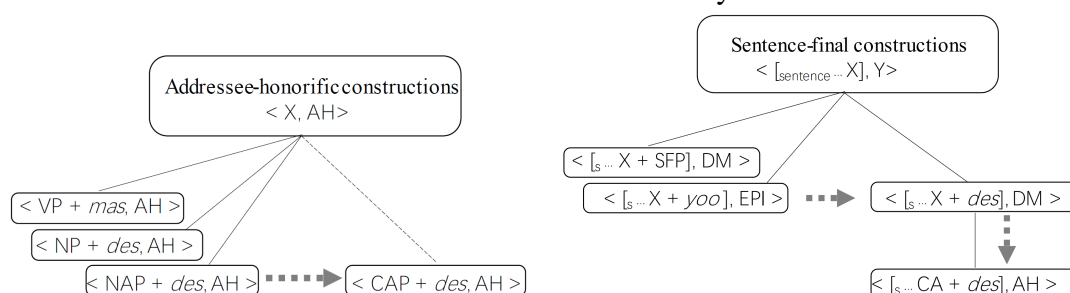 Addressee-honorific constructions
< X, AH>
< VP + mas, AH >
< NP + des, AH >
< NAP + des, AH >
< CAP + des, AH >
Sentence-final constructions
< [sentence ... X], Y>
< [s ... X + SFP], DM >
< [s ... X + yoo ], EPI >
< [s ... X + des], DM >
< [s ... CA + des], AH >